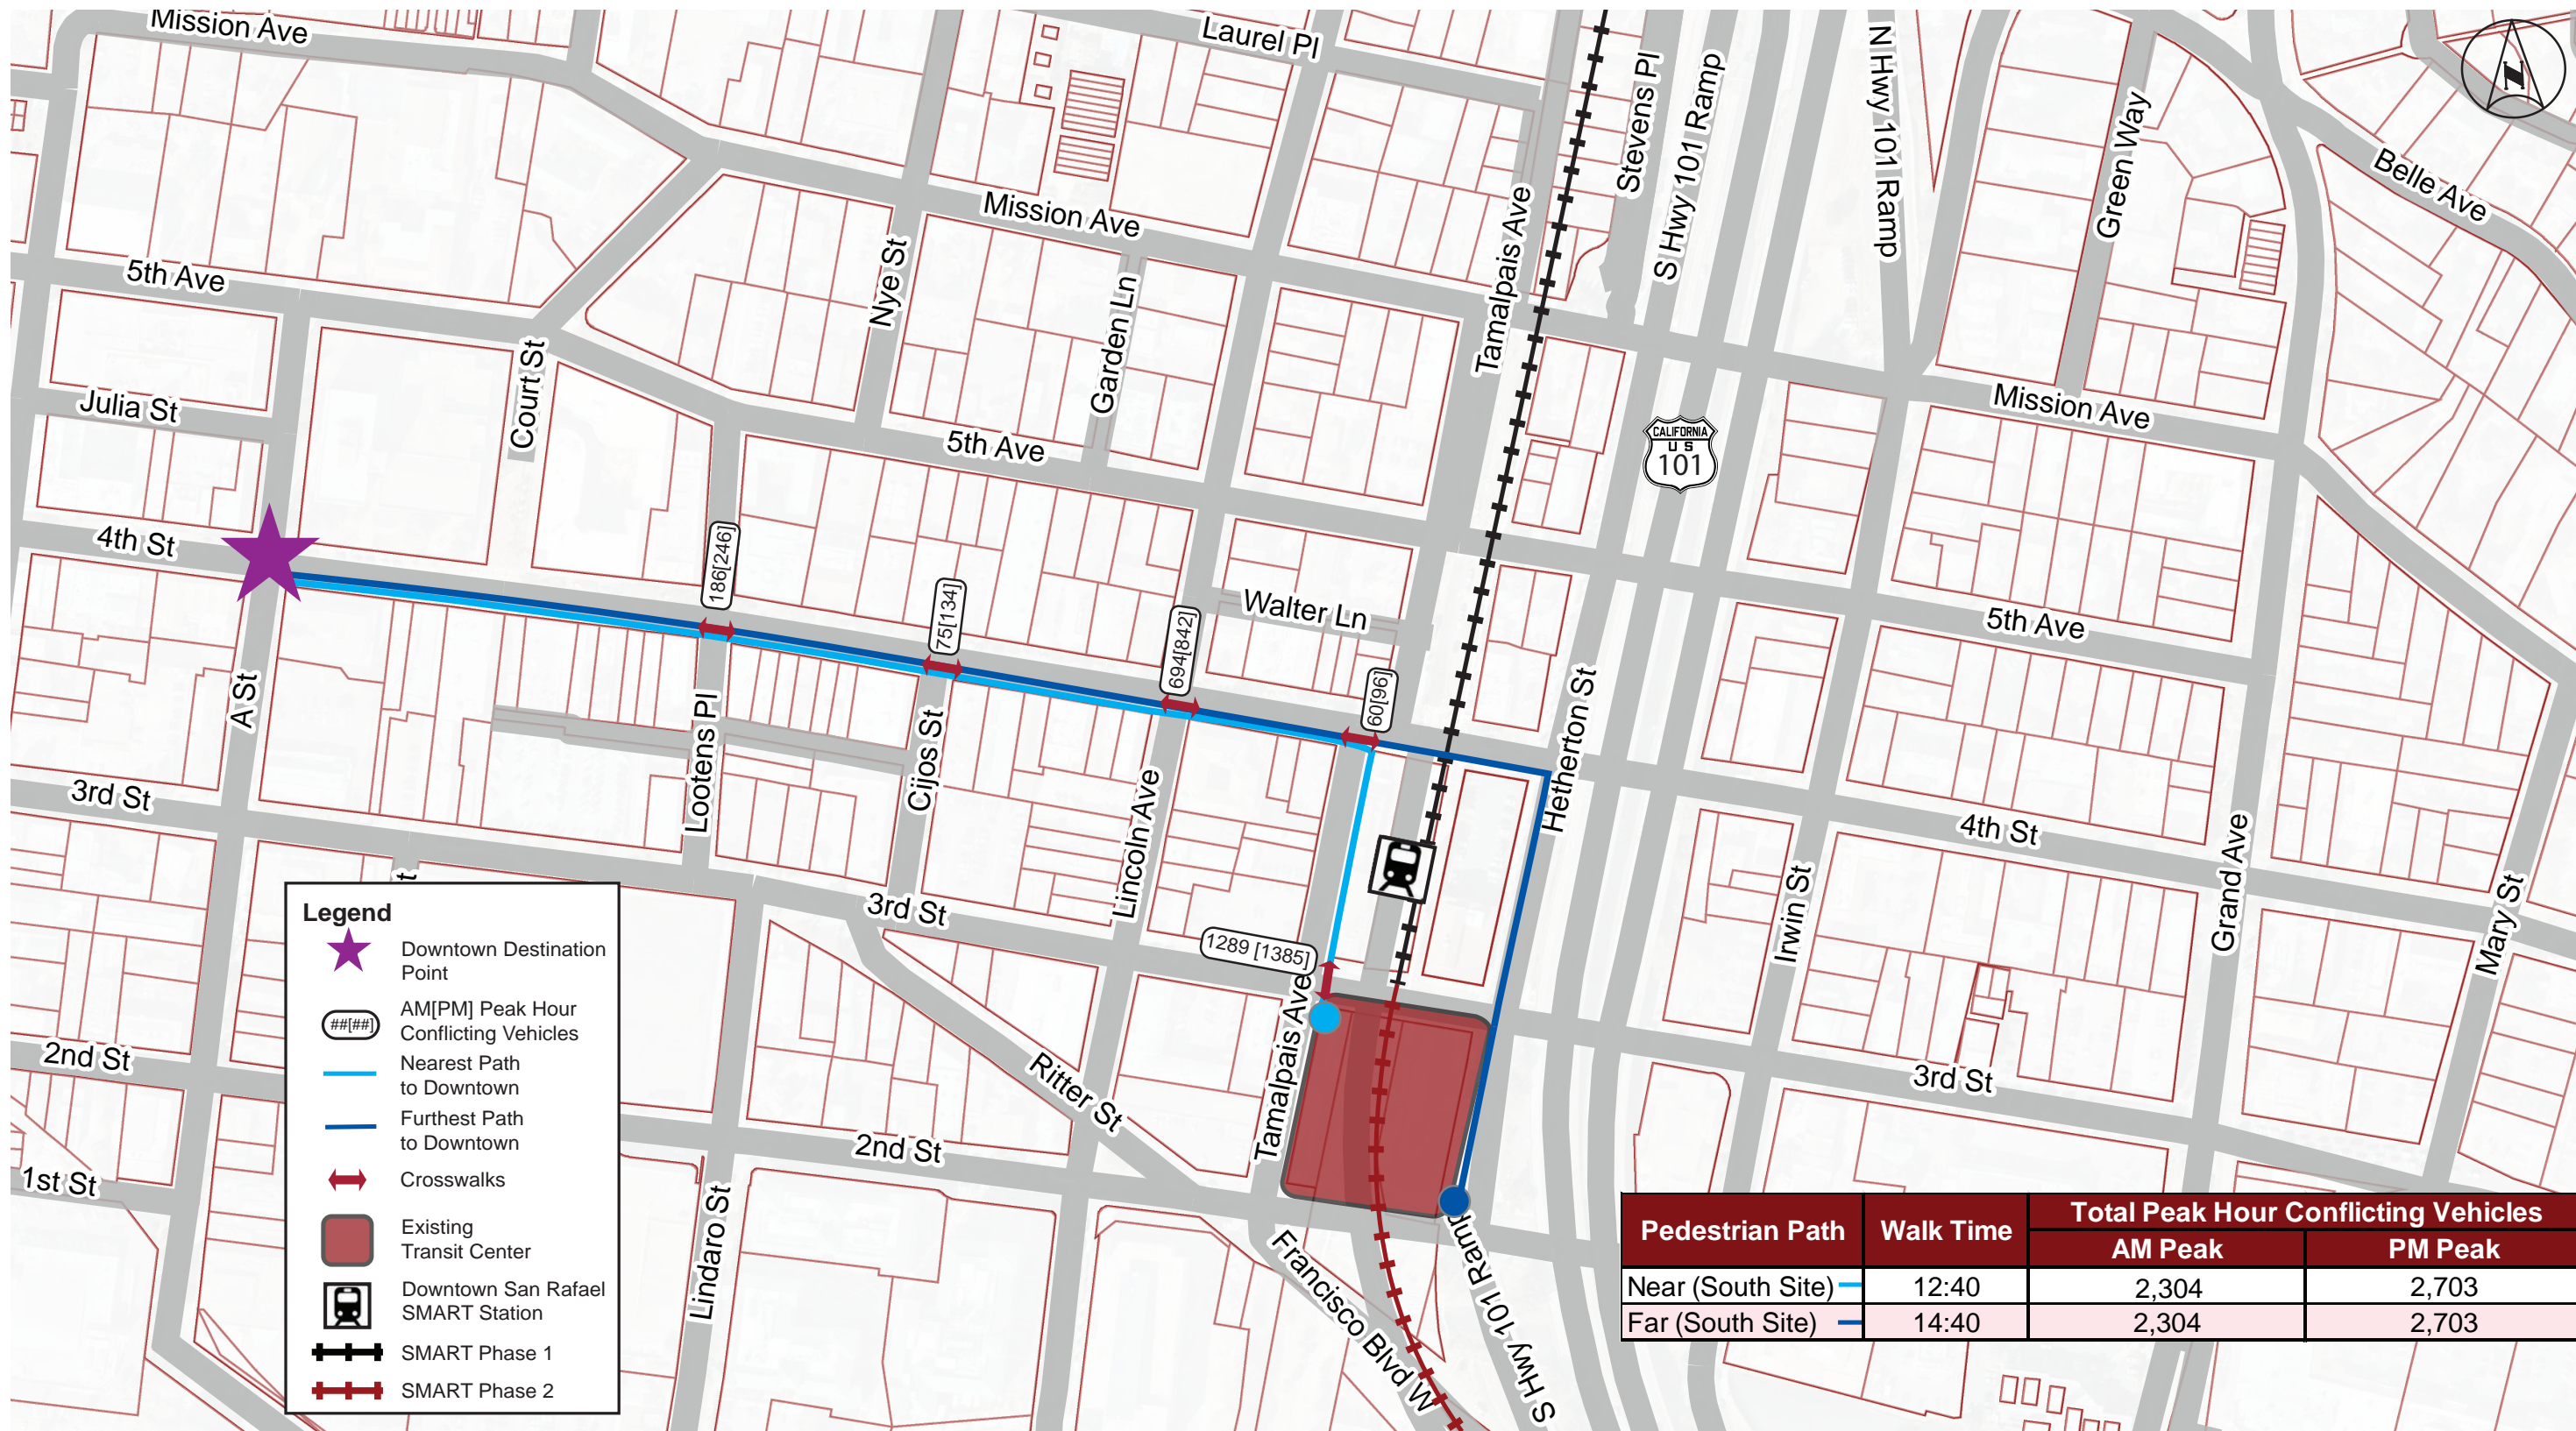 Mission Ave
Laurel Pl
Stevens Pl
S Hwy 101 Ramp
N Hwy 101 Ramp
Green Way
Belle Ave
N
5th Ave
Nye St
Mission Ave
Garden Ln
Tamalpais Ave
Julia St
Court St
5th Ave
CALIFORNIA
U S
101
Mission Ave
4th St
186[246]
75[134]
694[842]
Walter Ln
60[96]
5th Ave
A St
Lootens Pl
Cijos St
Lincoln Ave
Hetherton St
3rd St
3rd St
4th St
Irwin St
Grand Ave
Mary St
1289 [1385]
Tamalpais Ave
2nd St
Ritter St
3rd St
2nd St
1st St
Lindaro St
Francisco Blvd W
S Hwy 101 Ramp
t
Legend
Downtown Destination
Point
##[##]
AM[PM] Peak Hour
Conflicting Vehicles
Nearest Path
to Downtown
Furthest Path
to Downtown
Crosswalks
Existing
Transit Center
Downtown San Rafael
SMART Station
SMART Phase 1
SMART Phase 2
Pedestrian Path Walk Time Total Peak Hour Conflicting Vehicles
AM Peak PM Peak
Near (South Site) 12:40 2,304 2,703
Far (South Site) 14:40 2,304 2,703